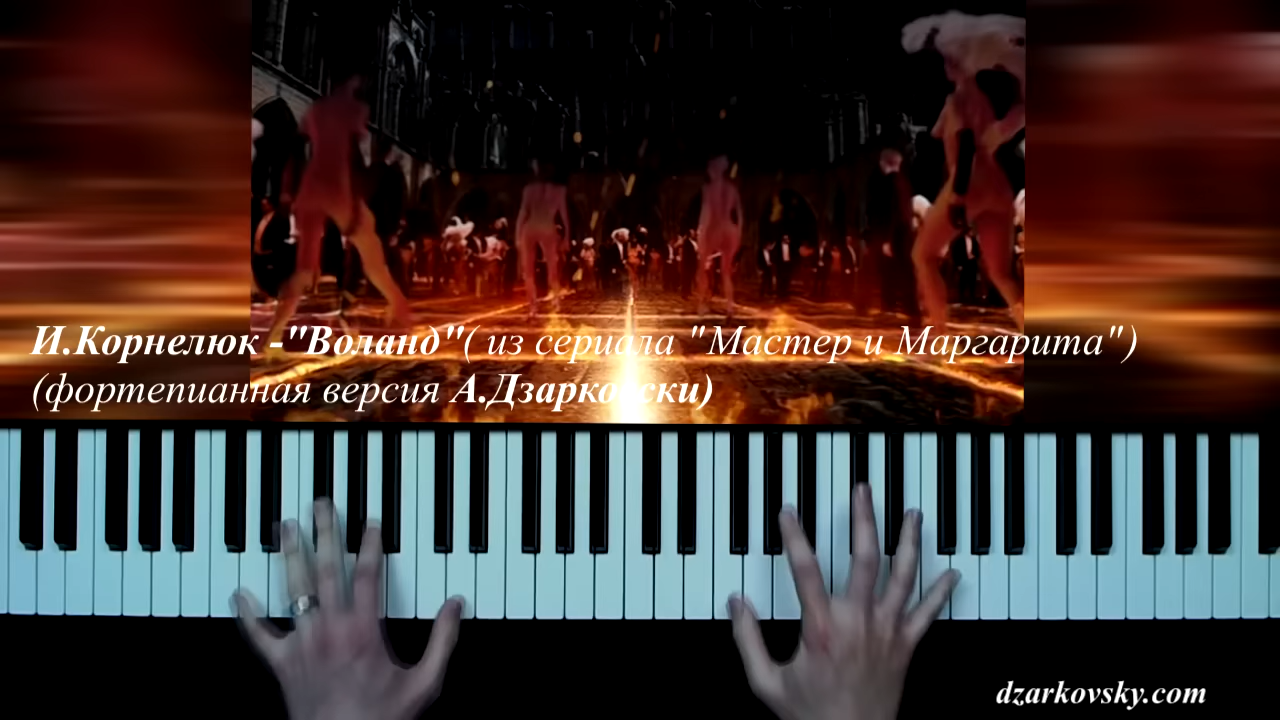 И.Корнелюк -"Воланд"( из сериала "Мастер и Маргарита")
(фортепианная версия А.Дзарковски)
dzarkovsky.com